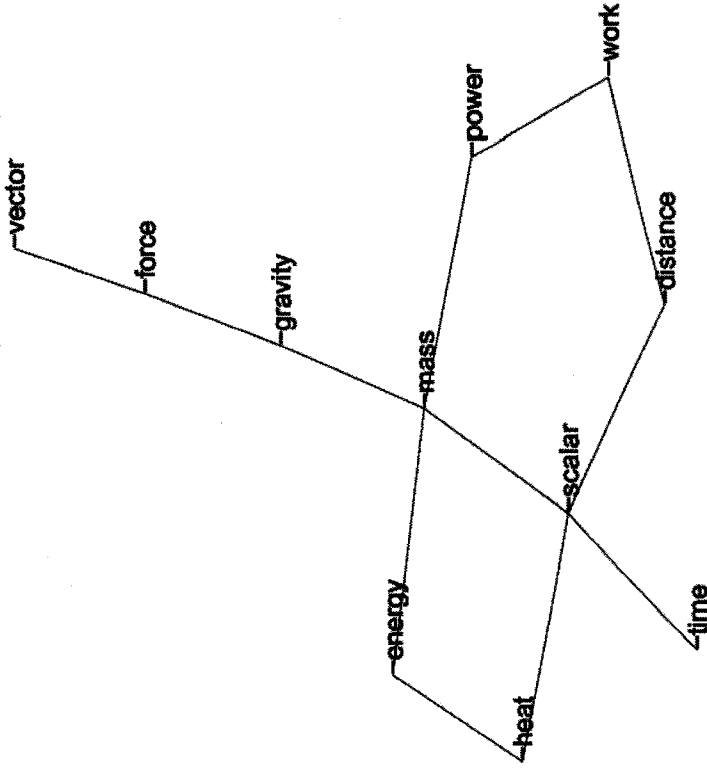 vector
force
gravity
power
work
mass
distance
scalar
energy
heat
time